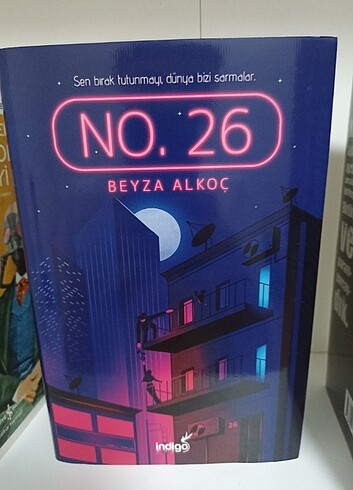 Sen bırak tutunmayı, dünya bizi sarmalar.
NO. 26
BEYZA ALKOÇ
26
indigo